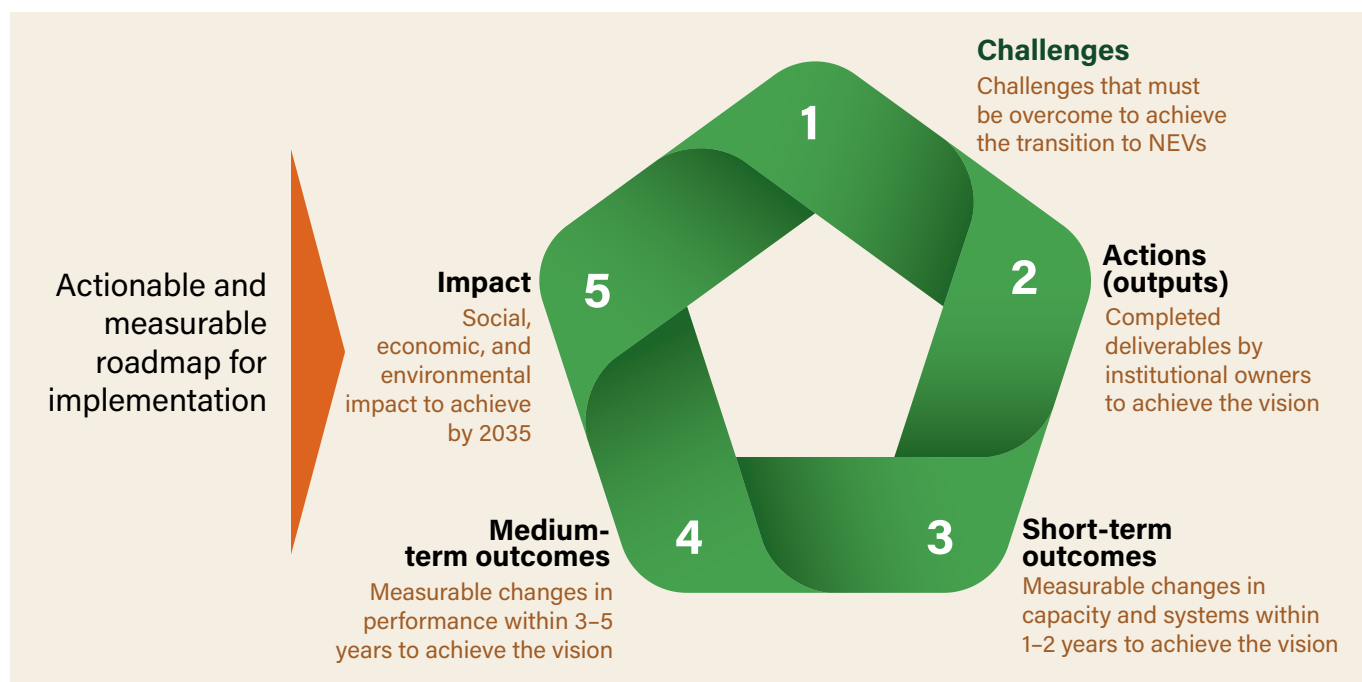 Actionable and
measurable
roadmap for
implementation
1
Challenges
Challenges that must
be overcome to achieve
the transition to NEVs
2
Actions
(outputs)
Completed
deliverables by
institutional owners
to achieve the vision
3
Short-term
outcomes
Measurable changes in
capacity and systems within
1–2 years to achieve the vision
4
Medium-
term outcomes
Measurable changes in
performance within 3–5
years to achieve the vision
5
Impact
Social,
economic, and
environmental
impact to achieve
by 2035